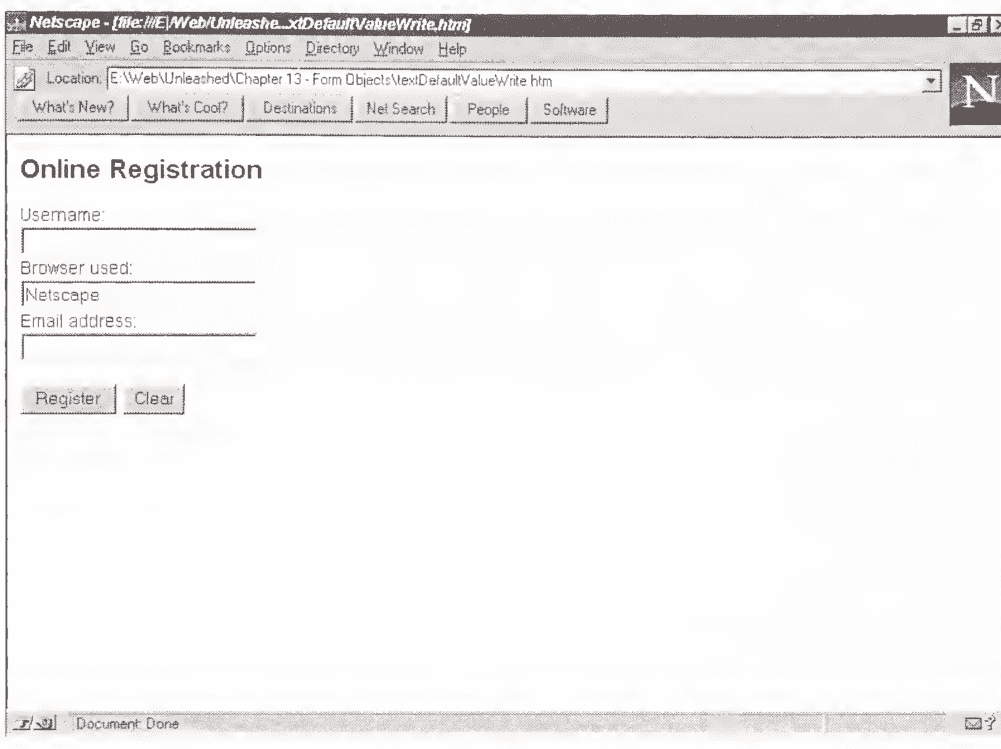 Netscape - [file:///E|/Web/Unleashe...xtDefaultValueWrite.html]
File Edit View Go Bookmarks Options Directory Window Help
Location: E:\Web\Unleashed\Chapter 13 - Form Objects\textDefaultValueWrite htm
What's New? What's Cool? Destinations Net Search People Software
N
Online Registration
Username:
Browser used:
Netscape
Email address:
Register Clear
Document: Done